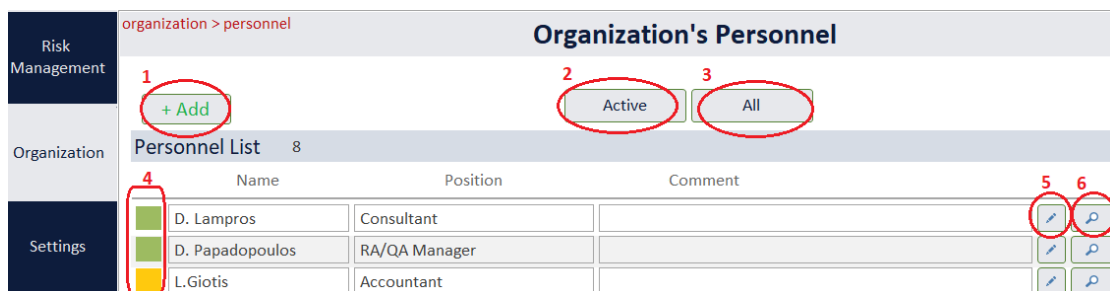 organization > personnel
Organization's Personnel
Risk
Management
1
2
3
+ Add
Active
All
Organization
Personnel List 8
4
Name
Position
Comment
5
6
D. Lampros
Consultant
Settings
D. Papadopoulos
RA/QA Manager
L.Giotis
Accountant